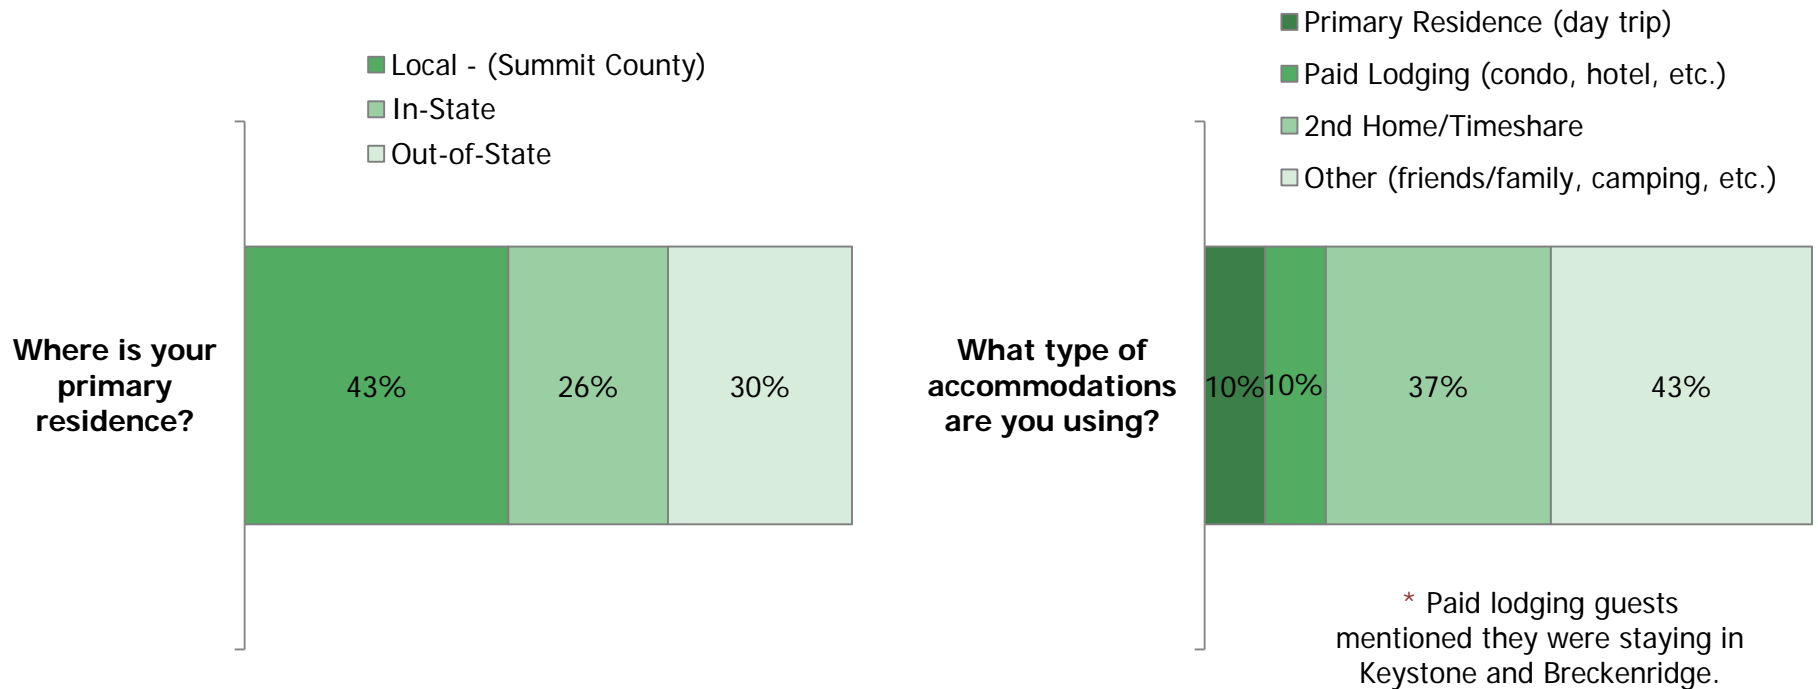 Local - (Summit County)
In-State
Out-of-State
Where is your
primary
residence?
43%
26%
30%
Primary Residence (day trip)
Paid Lodging (condo, hotel, etc.)
2nd Home/Timeshare
Other (friends/family, camping, etc.)
What type of
accommodations
are you using?
10%
10%
37%
43%
* Paid lodging guests
mentioned they were staying in
Keystone and Breckenridge.